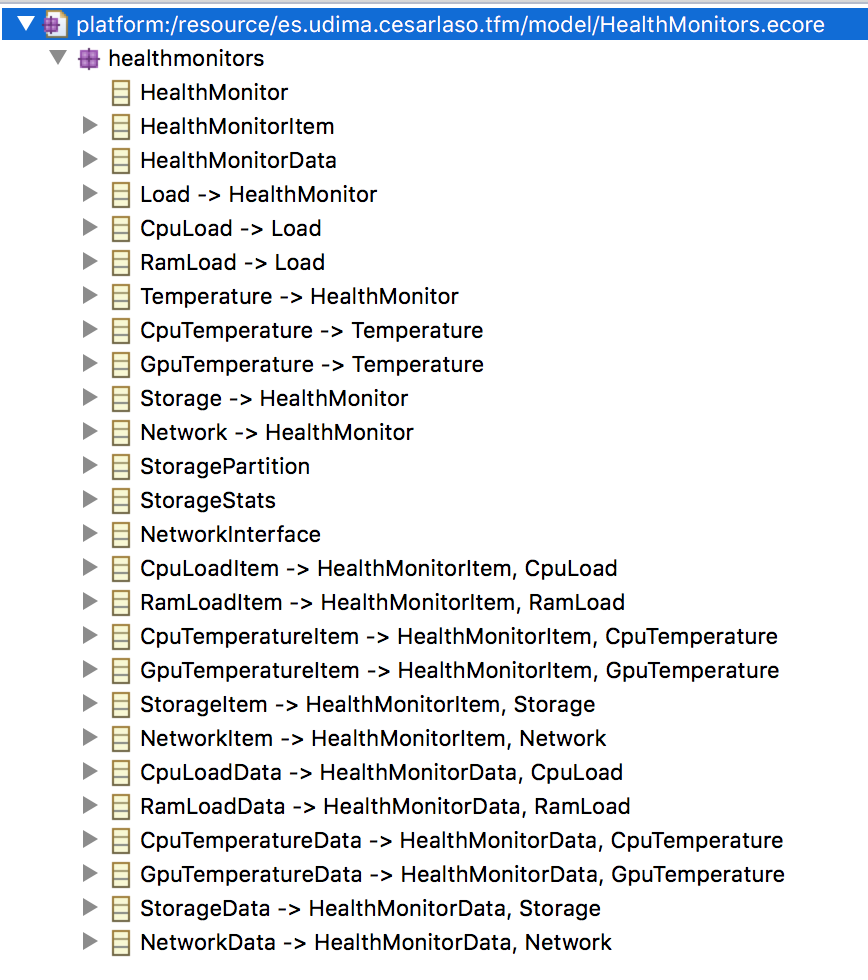 platform:/resource/es.udima.cesarlaso.tfm/model/HealthMonitors.ecore
healthmonitors
HealthMonitor
HealthMonitorItem
HealthMonitorData
Load -> HealthMonitor
CpuLoad -> Load
RamLoad -> Load
Temperature -> HealthMonitor
CpuTemperature -> Temperature
GpuTemperature -> Temperature
Storage -> HealthMonitor
Network -> HealthMonitor
StoragePartition
StorageStats
NetworkInterface
CpuLoadItem -> HealthMonitorItem, CpuLoad
RamLoadItem -> HealthMonitorItem, RamLoad
CpuTemperatureItem -> HealthMonitorItem, CpuTemperature
GpuTemperatureItem -> HealthMonitorItem, GpuTemperature
StorageItem -> HealthMonitorItem, Storage
NetworkItem -> HealthMonitorItem, Network
CpuLoadData -> HealthMonitorData, CpuLoad
RamLoadData -> HealthMonitorData, RamLoad
CpuTemperatureData -> HealthMonitorData, CpuTemperature
GpuTemperatureData -> HealthMonitorData, GpuTemperature
StorageData -> HealthMonitorData, Storage
NetworkData -> HealthMonitorData, Network